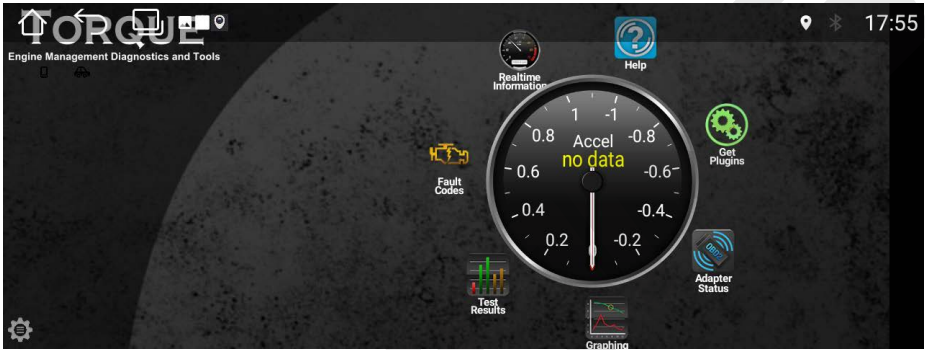 TORQUE
17:55
Engine Management Diagnostics and Tools
Help
Realtime
Information
1
-1
0.8
Accel
-0.8
no data
Get
Plugins
0.6
-0.6
Fault
Codes
0.4
-0.4
0.2
0
-0.2
OBD2
Adapter
Status
Test
Results
Graphing